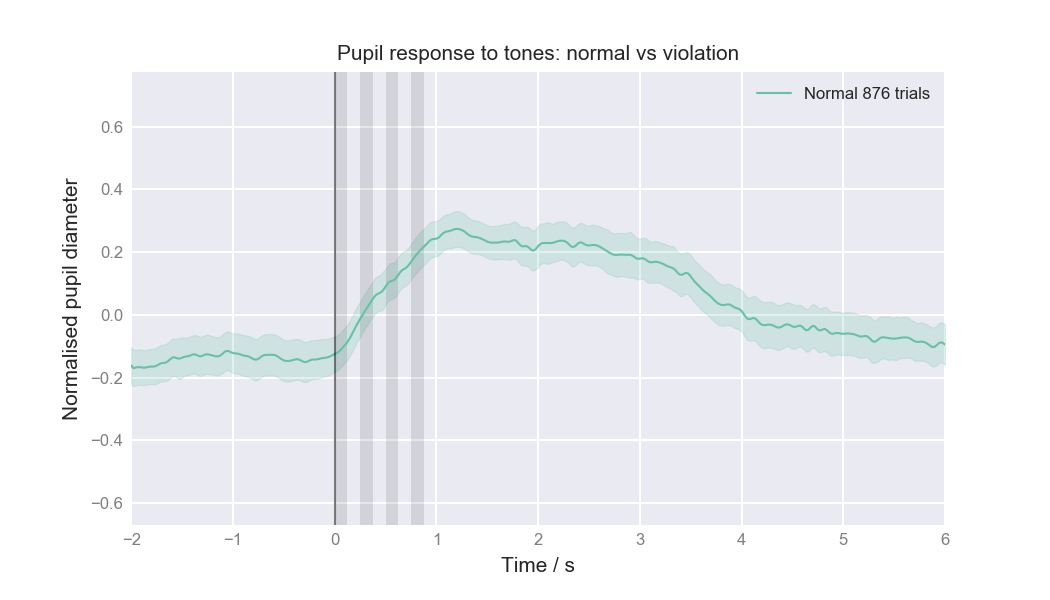 Pupil response to tones: normal vs violation
Normal 876 trials
Normalised pupil diameter
0.6
0.4
0.2
0.0
−0.2
−0.4
−0.6
−2 −1 0 1 2 3 4 5 6
Time / s